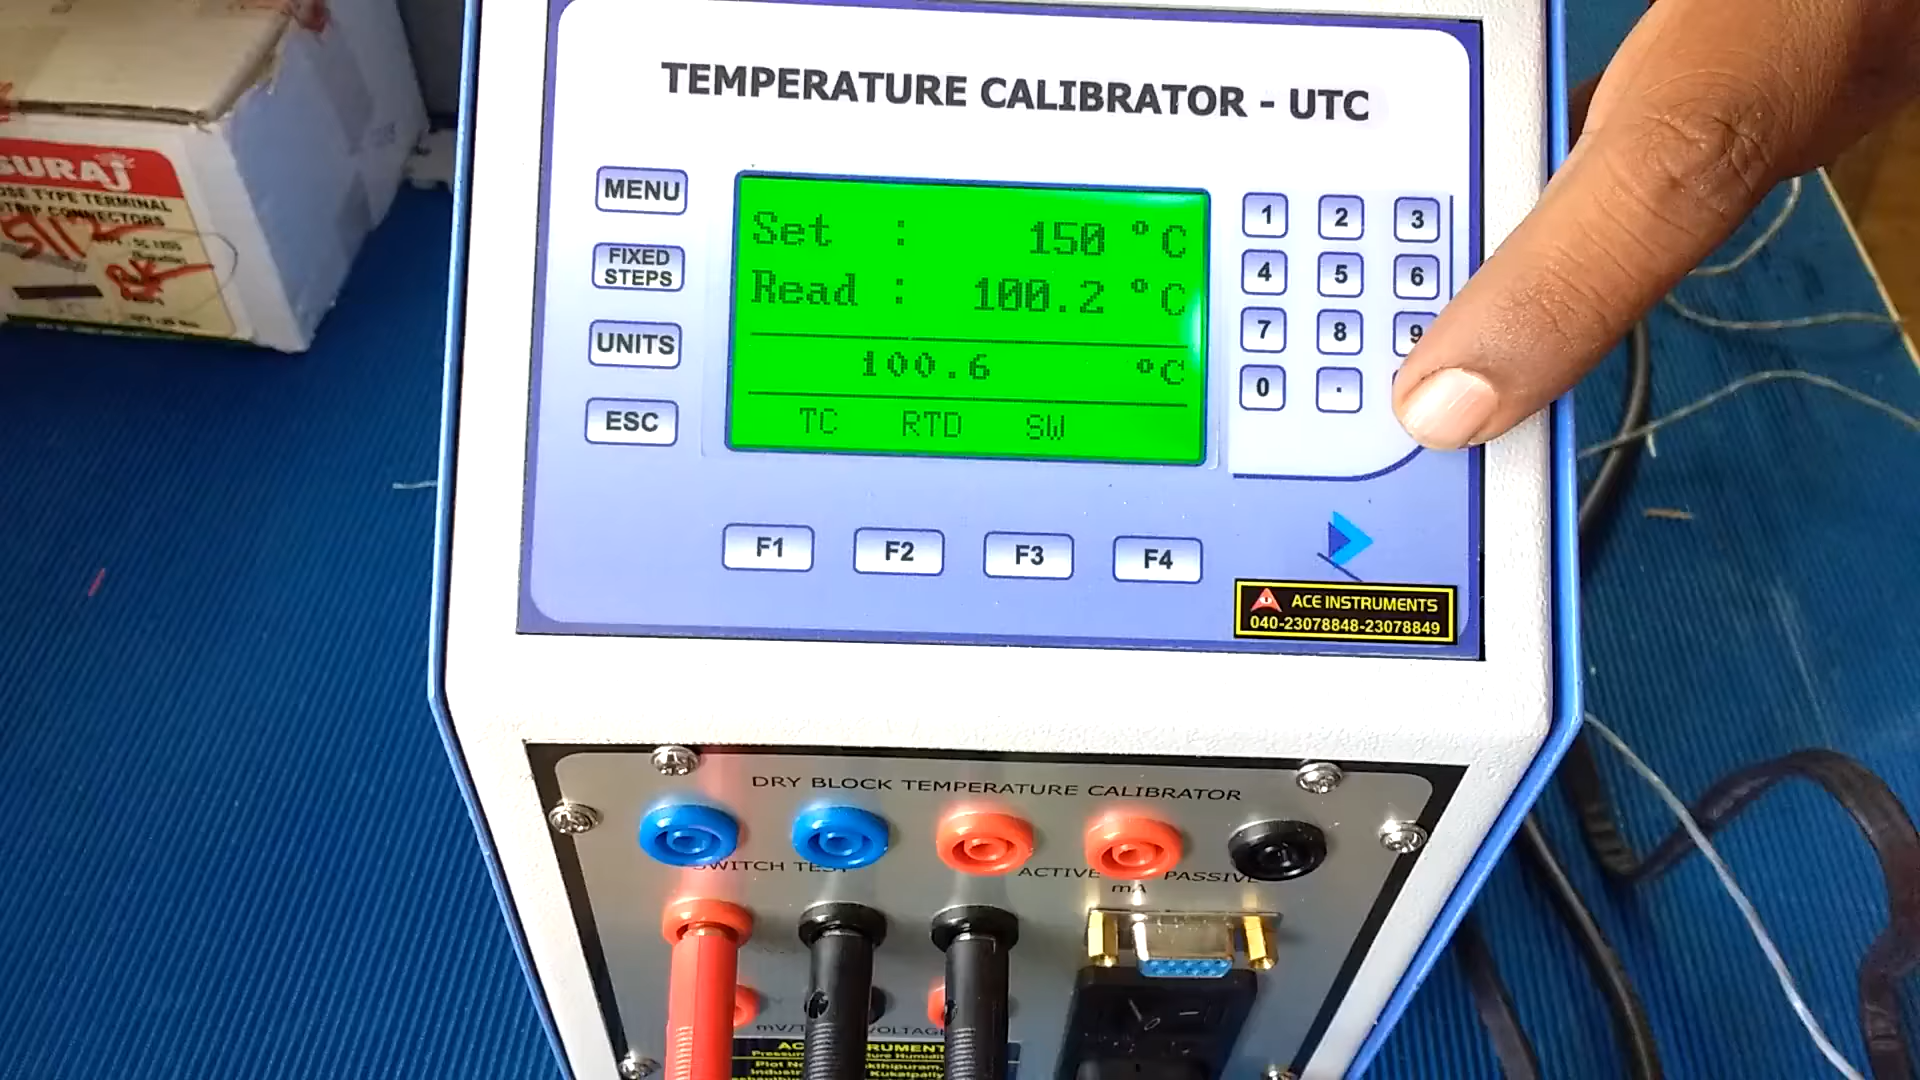 TEMPERATURE CALIBRATOR - UTC
MENU
FIXED STEPS
UNITS
ESC
Set : 150 °C
Read : 100.2 °C
100.6 °C
TC RTD SW
1 2 3
4 5 6
7 8 9
0 .
F1 F2 F3 F4
ACE INSTRUMENTS
040-23078848-23078849
DRY BLOCK TEMPERATURE CALIBRATOR
SWITCH TEST
ACTIVE PASSIVE
mA
SURAJ
TYPE TERMINAL
STRIP CONNECTORS